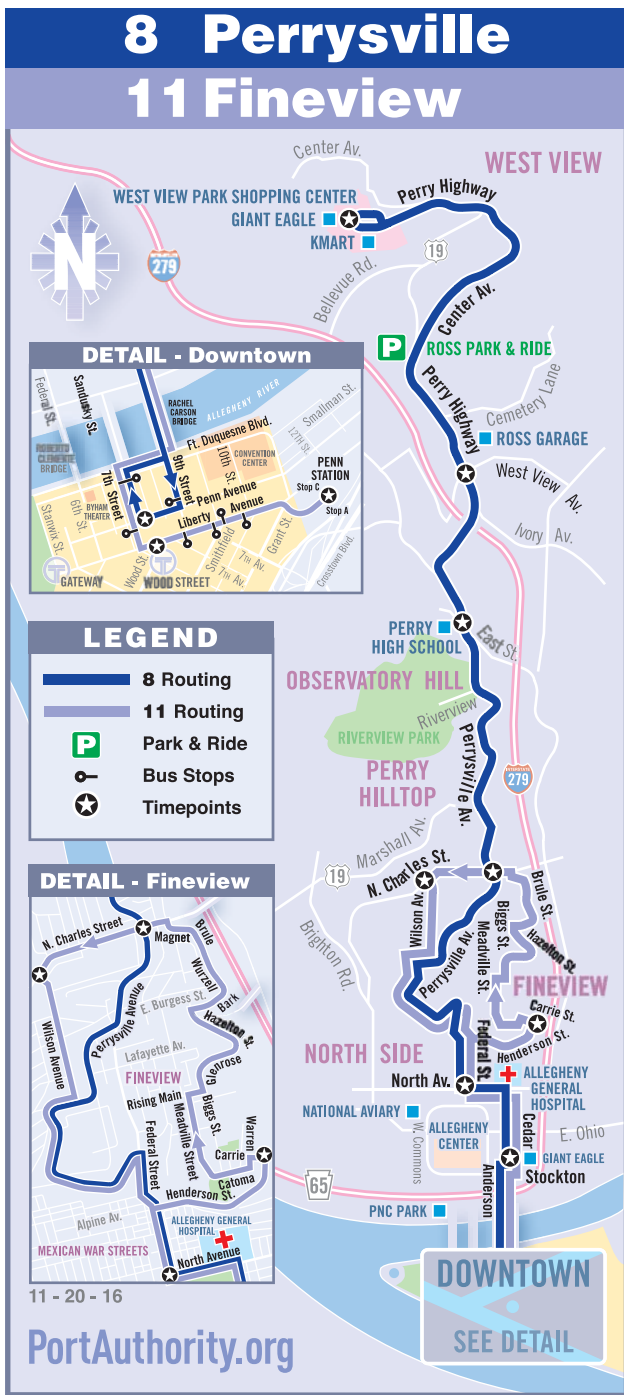 8 Perrysville
11 Fineview
Center Av.
WEST VIEW
WEST VIEW PARK SHOPPING CENTER
GIANT EAGLE
KMART
Perry Highway
19
279
N
Bellevue Rd.
Center Av.
P
ROSS PARK & RIDE
Perry Highway
Cemetery Lane
ROSS GARAGE
West View Av.
Ivory Av.
DETAIL - Downtown
Federal St.
Sandusky St.
RACHEL
CARSON
BRIDGE
ALLEGHENY RIVER
ROBERTO
CLEMENTE
BRIDGE
Ft. Duquesne Blvd.
Smallman St.
12TH St.
7th Street
9th Street
10th St.
CONVENTION
CENTER
PENN
STATION
Stop C
Stop A
Penn Avenue
BYHAM
THEATER
6th St.
Stanwix St.
Liberty Avenue
Wood St.
Smithfield
7TH Av.
7TH Av.
Grant St.
Crosstown Blvd.
T
GATEWAY
T
WOOD STREET
LEGEND
8 Routing
11 Routing
P
Park & Ride
Bus Stops
Timepoints
PERRY
HIGH SCHOOL
East St.
OBSERVATORY HILL
Riverview
RIVERVIEW PARK
PERRY
HILLTOP
Perrysville Av.
INTERSTATE
279
Marshall Av.
19
N. Charles St.
Brighton Rd.
Wilson Av.
Perrysville Av.
Biggs St.
Meadville St.
Brule St.
Hazelton St.
FINEVIEW
Carrie St.
Henderson St.
Federal St.
NORTH SIDE
North Av.
ALLEGHENY
GENERAL
HOSPITAL
NATIONAL AVIARY
W. Commons
ALLEGHENY
CENTER
Cedar
E. Ohio
GIANT EAGLE
Stockton
Anderson
65
PNC PARK
DOWNTOWN
SEE DETAIL
DETAIL - Fineview
N. Charles Street
Magnet
Brule
Wurzell
Bark
E. Burgess St.
Hazelton St.
Perrysville Avenue
Wilson Avenue
Lafayette Av.
FINEVIEW
Glenrose
Rising Main
Biggs St.
Meadville Street
Warren
Carrie
Catoma
Federal Street
Henderson St.
Alpine Av.
ALLEGHENY GENERAL
HOSPITAL
MEXICAN WAR STREETS
North Avenue
11 - 20 - 16
PortAuthority.org